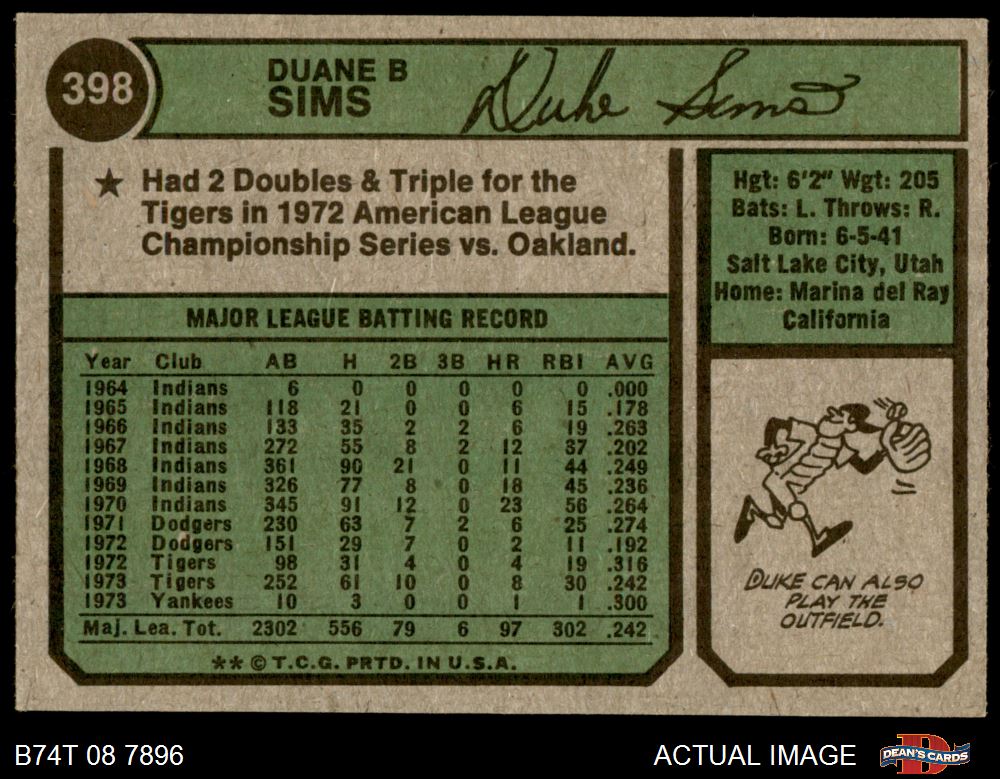 398
DUANE B
SIMS
Duke Sims
★ Had 2 Doubles & Triple for the
Tigers in 1972 American League
Championship Series vs. Oakland.
Hgt: 6'2" Wgt: 205
Bats: L. Throws: R.
Born: 6-5-41
Salt Lake City, Utah
Home: Marina del Ray
California
MAJOR LEAGUE BATTING RECORD
Year Club AB H 2B 3B HR RBI AVG
1964 Indians 6 0 0 0 0 0 .000
1965 Indians 118 21 0 0 6 15 .178
1966 Indians 133 35 2 2 6 19 .263
1967 Indians 272 55 8 2 12 37 .202
1968 Indians 361 90 21 0 11 44 .249
1969 Indians 326 77 8 0 18 45 .236
1970 Indians 345 91 12 0 23 56 .264
1971 Dodgers 230 63 7 2 6 25 .274
1972 Dodgers 151 29 7 0 2 11 .192
1972 Tigers 98 31 4 0 4 19 .316
1973 Tigers 252 61 10 0 8 30 .242
1973 Yankees 10 3 0 0 1 1 .300
Maj. Lea. Tot. 2302 556 79 6 97 302 .242
** © T.C.G. PRTD. IN U.S.A.
DUKE CAN ALSO
PLAY THE
OUTFIELD.
B74T 08 7896
ACTUAL IMAGE
DEAN'S CARDS